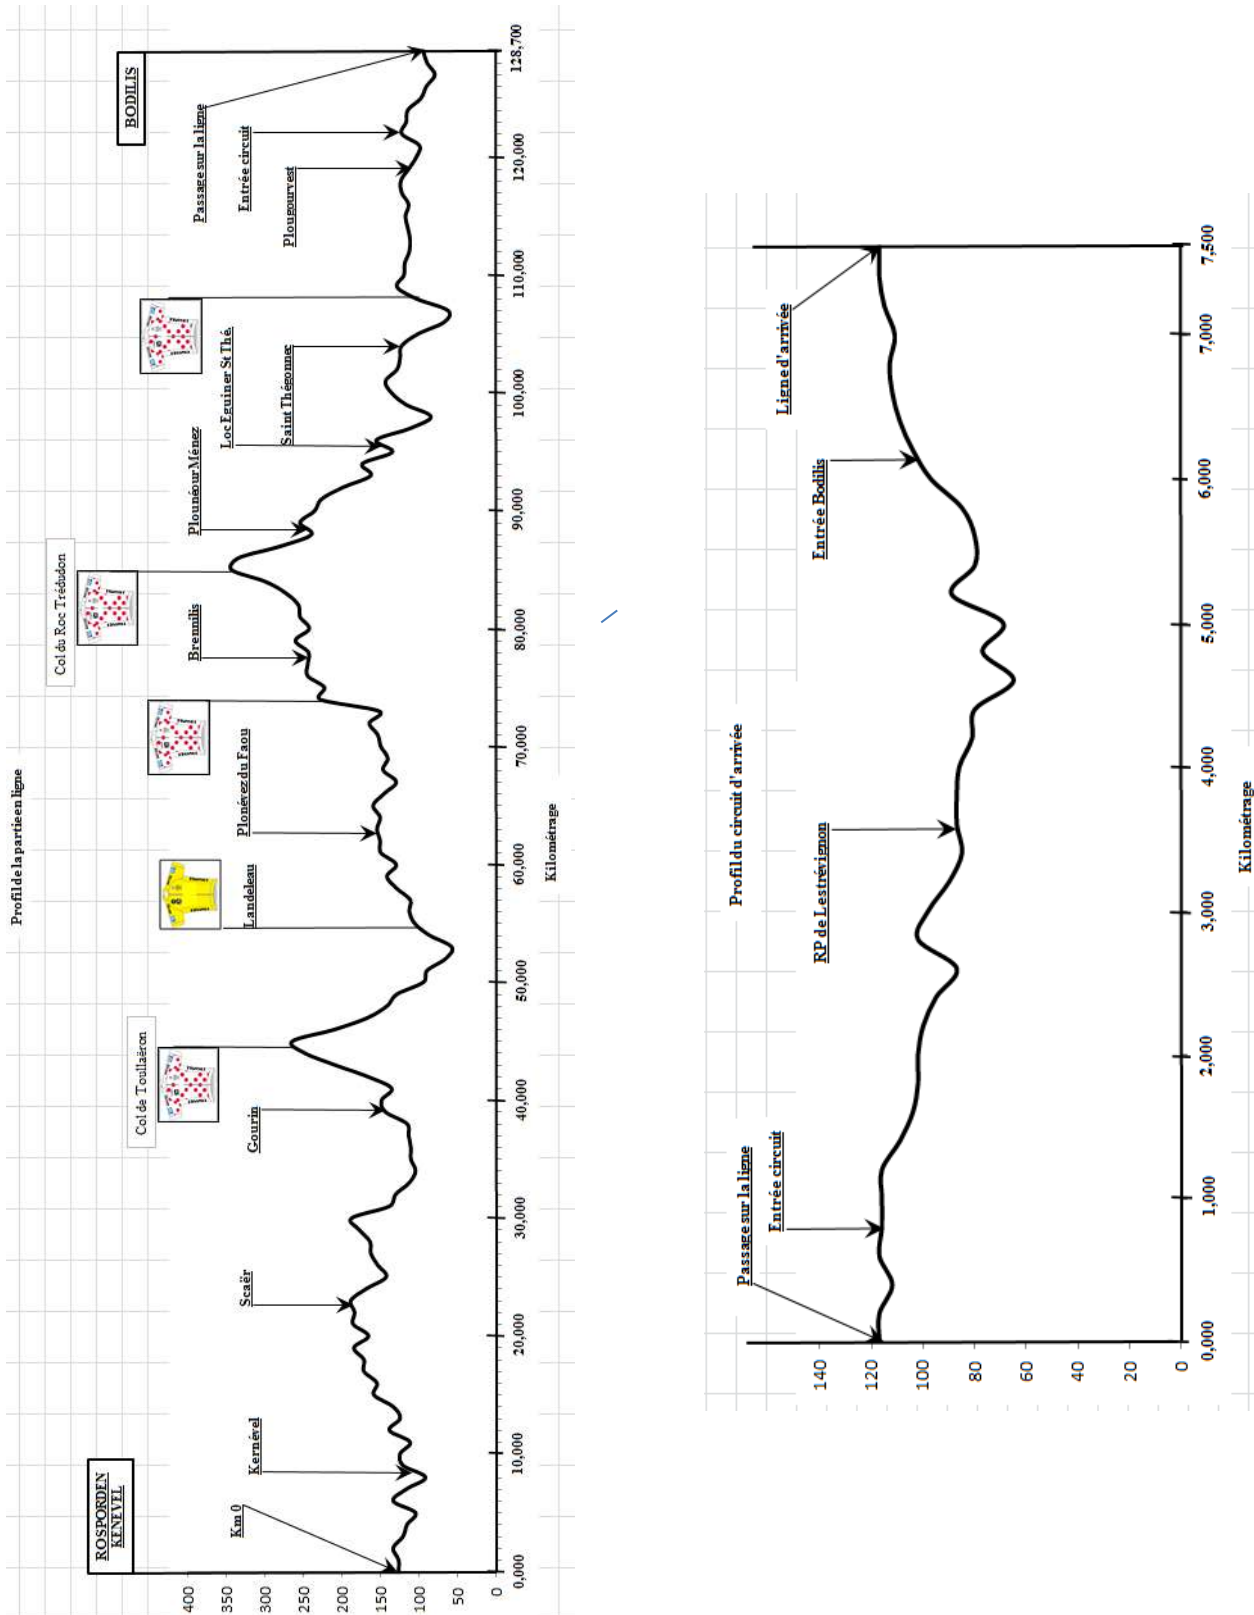 Profil de la partie en ligne
ROSPORDEN
KENEVEL
Km 0
Kernével
Scaër
Gourin
Col de Toullaëron
Landeleau
Plonévez du Faou
Brennilis
Col du Roc Trédudon
Plounéour Ménez
Loc Eguiner St Thé.
Saint Thégonnec
Plougourvest
Entrée circuit
Passage sur la ligne
BODILIS
400
350
300
250
200
150
100
50
0
0,000
10,000
20,000
30,000
40,000
50,000
60,000
70,000
80,000
90,000
100,000
110,000
120,000
128,700
Kilométrage
Profil du circuit d'arrivée
Passage sur la ligne
Entrée circuit
RP de Lestrévignon
Entrée Bodilis
Ligne d'arrivée
140
120
100
80
60
40
20
0
0,000
1,000
2,000
3,000
4,000
5,000
6,000
7,000
7,500
Kilométrage